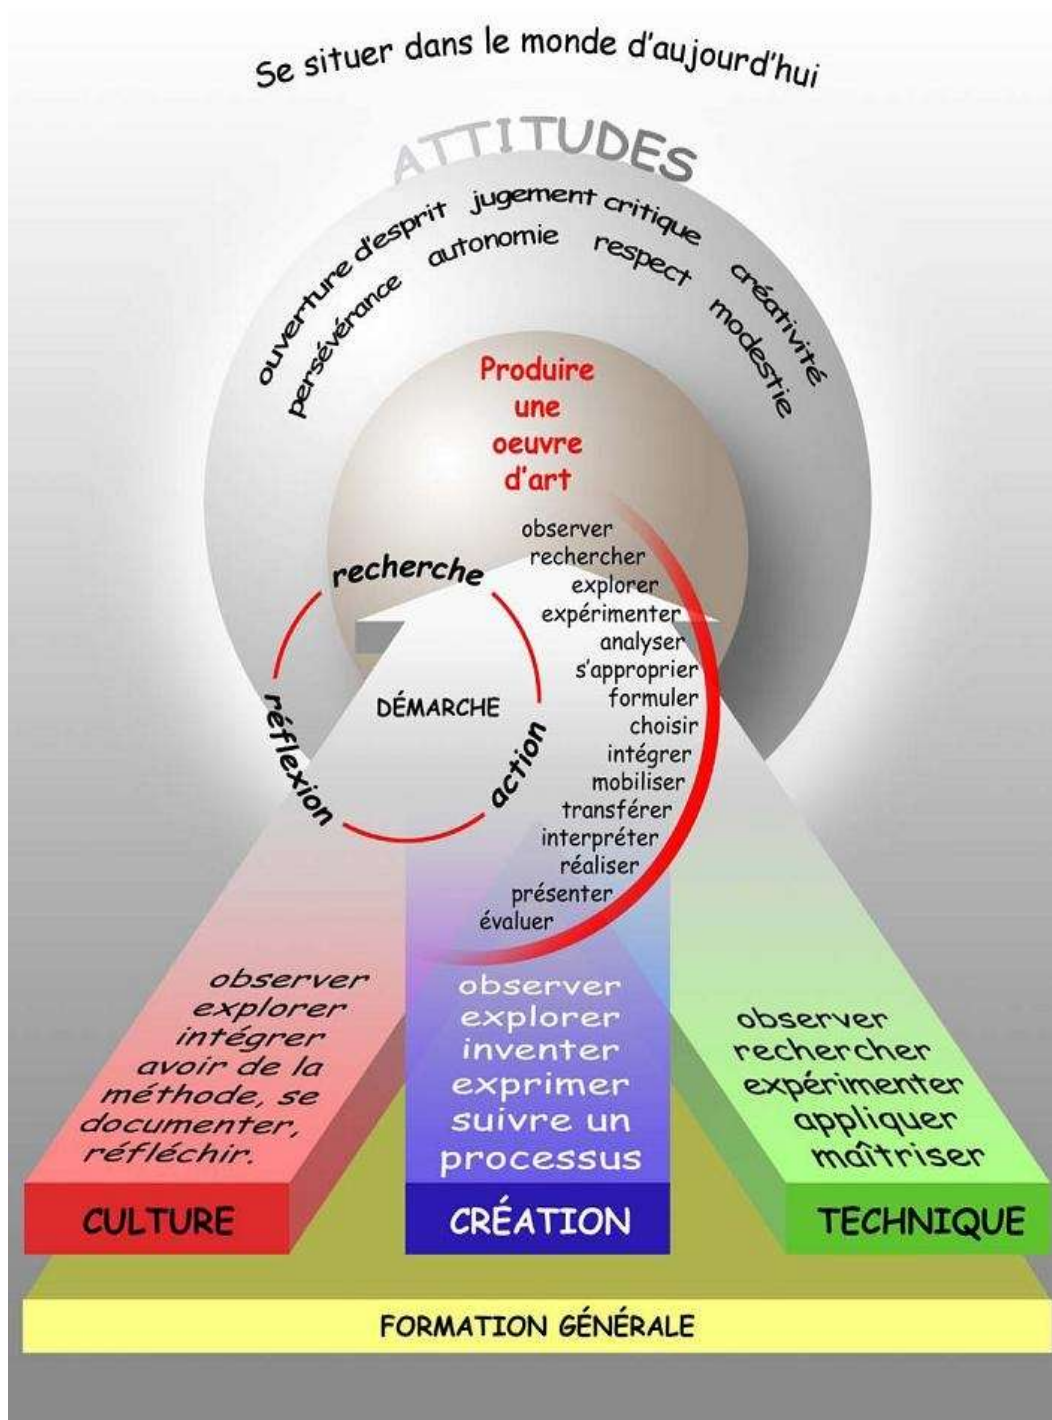 Se situer dans le monde d'aujourd'hui
ATTITUDES
ouverture d'esprit jugement critique créativité
persévérance autonomie respect modestie
Produire
une
oeuvre
d'art
observer
rechercher
explorer
expérimenter
analyser
s'approprier
formuler
choisir
intégrer
mobiliser
transférer
interpréter
réaliser
présenter
évaluer
recherche
DÉMARCHE
réflexion
action
observer
explorer
intégrer
avoir de la
méthode, se
documenter,
réfléchir.
CULTURE
observer
explorer
inventer
exprimer
suivre un
processus
CRÉATION
observer
rechercher
expérimenter
appliquer
maîtriser
TECHNIQUE
FORMATION GÉNÉRALE